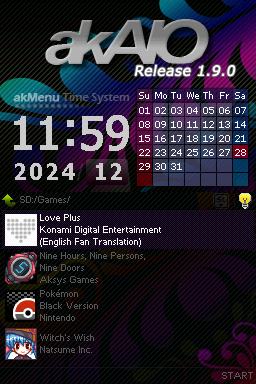 akAIO
Release 1.9.0
akMenu Time System
11:59
2024 / 12
Su Mo Tu We Th Fr Sa
01 02 03 04 05 06 07
08 09 10 11 12 13 14
15 16 17 18 19 20 21
22 23 24 25 26 27 28
29 30 31
SD:/Games/
Love Plus
Konami Digital Entertainment
(English Fan Translation)
Nine Hours, Nine Persons,
Nine Doors
Aksys Games
Pokémon
Black Version
Nintendo
Witch's Wish
Natsume Inc.
START